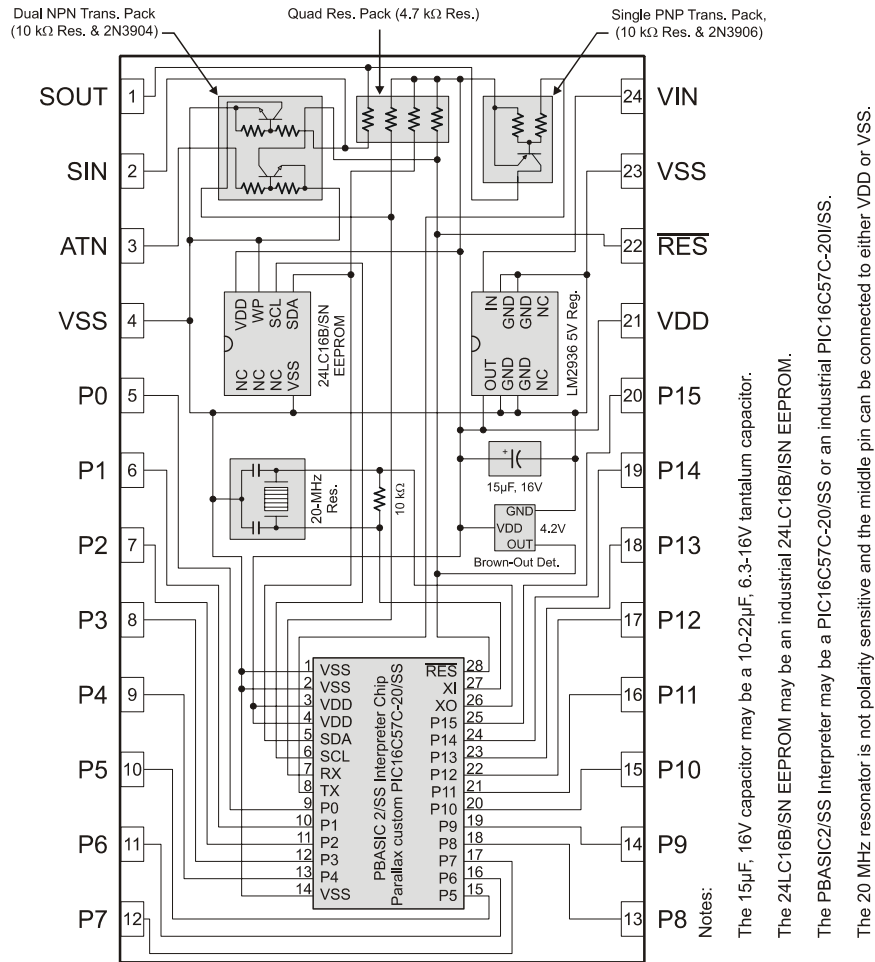 Dual NPN Trans. Pack
(10 kΩ Res. & 2N3904)
Quad Res. Pack (4.7 kΩ Res.)
Single PNP Trans. Pack,
(10 kΩ Res. & 2N3906)
SOUT 1
SIN 2
ATN 3
VSS 4
P0 5
P1 6
P2 7
P3 8
P4 9
P5 10
P6 11
P7 12
24 VIN
23 VSS
22 RES
21 VDD
20 P15
19 P14
18 P13
17 P12
16 P11
15 P10
14 P9
13 P8
VDD
WP
SCL
SDA
NC
NC
NC
VSS
24LC16B/SN
EEPROM
IN
GND
GND
NC
OUT
GND
GND
NC
LM2936 5V Reg.
20-MHz
Res.
10 kΩ
+
15µF, 16V
GND
VDD
OUT
4.2V
Brown-Out Det.
1 VSS
2 VSS
3 VDD
4 VDD
5 SDA
6 SCL
7 RX
8 TX
9 P0
10 P1
11 P2
12 P3
13 P4
14 VSS
PBASIC 2/SS Interpreter Chip
Parallax custom PIC16C57C-20/SS
RES 28
XI 27
XO 26
P15 25
P14 24
P13 23
P12 22
P11 21
P10 20
P9 19
P8 18
P7 17
P6 16
P5 15
Notes:
The 15µF, 16V capacitor may be a 10-22µF, 6.3-16V tantalum capacitor.
The 24LC16B/SN EEPROM may be an industrial 24LC16B/ISN EEPROM.
The PBASIC2/SS Interpreter may be a PIC16C57C-20/SS or an industrial PIC16C57C-20I/SS.
The 20 MHz resonator is not polarity sensitive and the middle pin can be connected to either VDD or VSS.